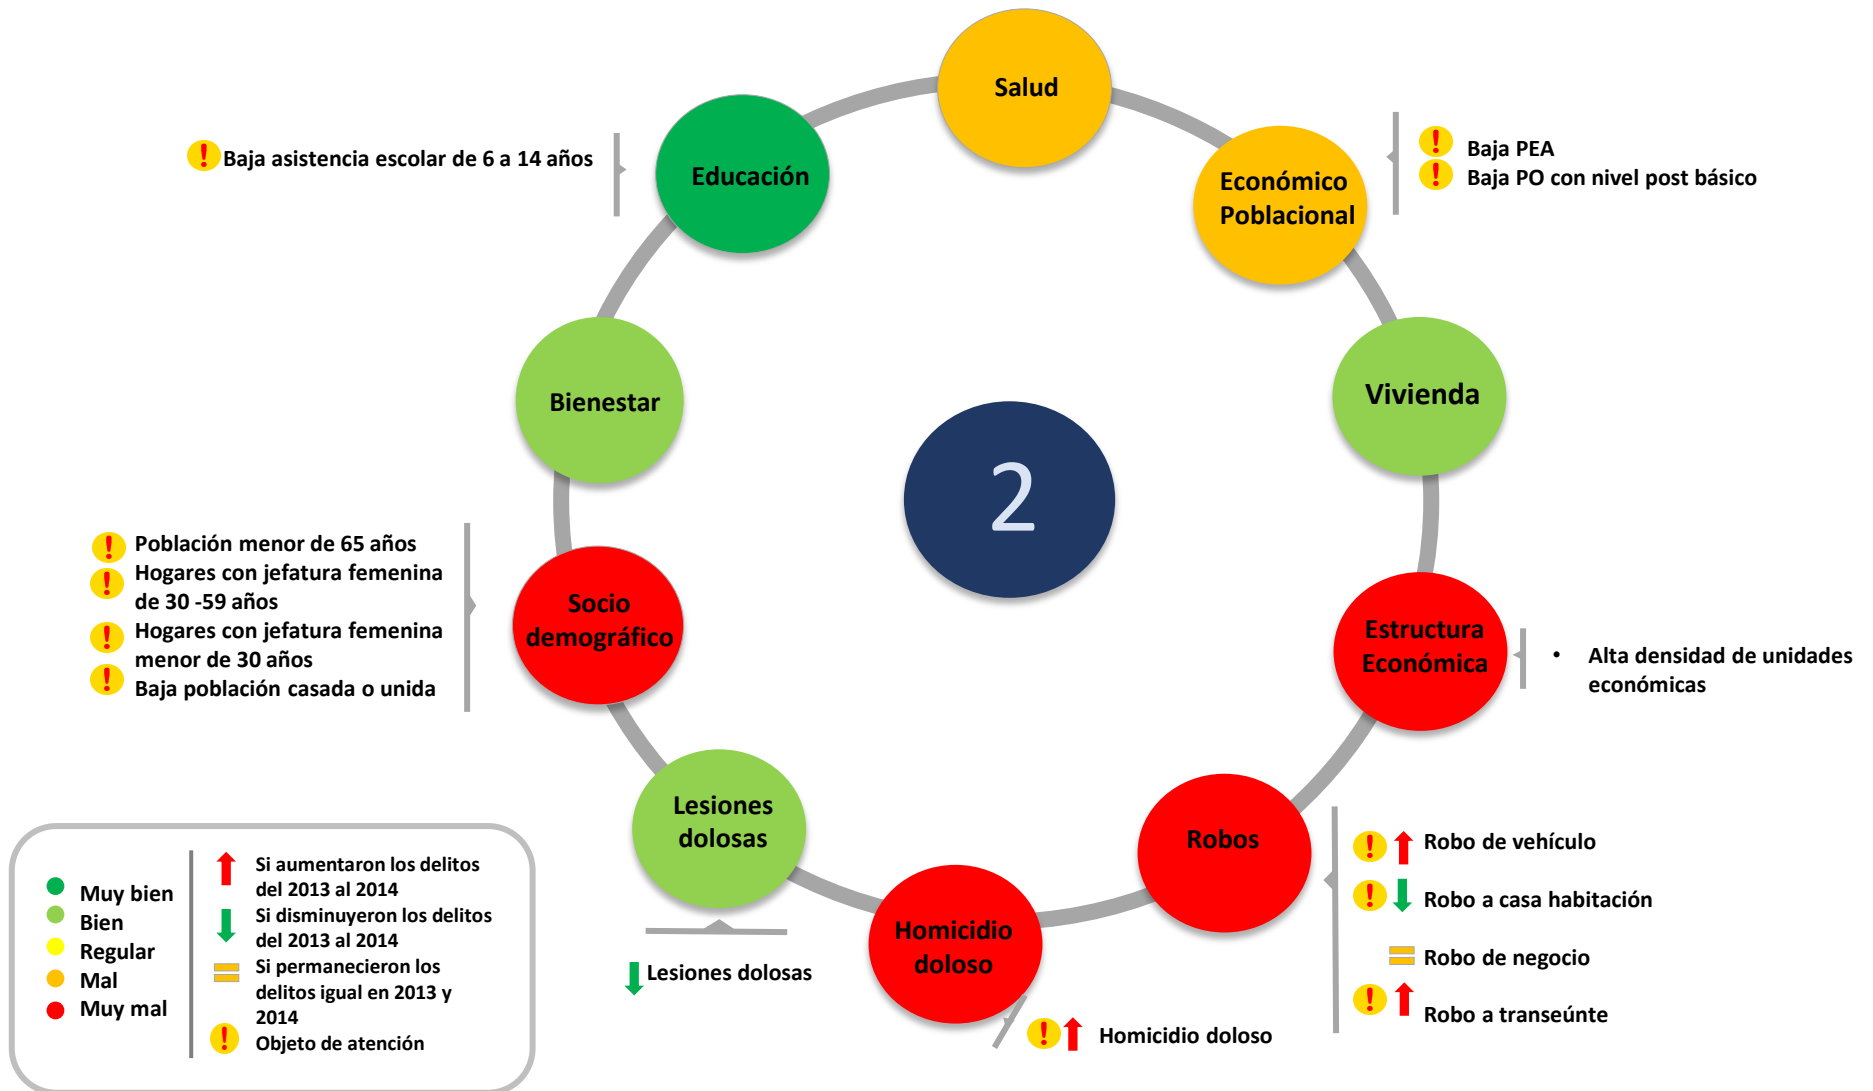 Salud
Educación
Económico
Poblacional
Bienestar
Vivienda
2
Socio
demográfico
Estructura
Económica
Lesiones
dolosas
Robos
Homicidio
doloso
! Baja asistencia escolar de 6 a 14 años
! Baja PEA
! Baja PO con nivel post básico
! Población menor de 65 años
! Hogares con jefatura femenina
de 30 -59 años
! Hogares con jefatura femenina
menor de 30 años
! Baja población casada o unida
• Alta densidad de unidades
económicas
! Robo de vehículo
! Robo a casa habitación
Robo de negocio
! Robo a transeúnte
Lesiones dolosas
! Homicidio doloso
Muy bien
Bien
Regular
Mal
Muy mal
Si aumentaron los delitos
del 2013 al 2014
Si disminuyeron los delitos
del 2013 al 2014
Si permanecieron los
delitos igual en 2013 y
2014
! Objeto de atención